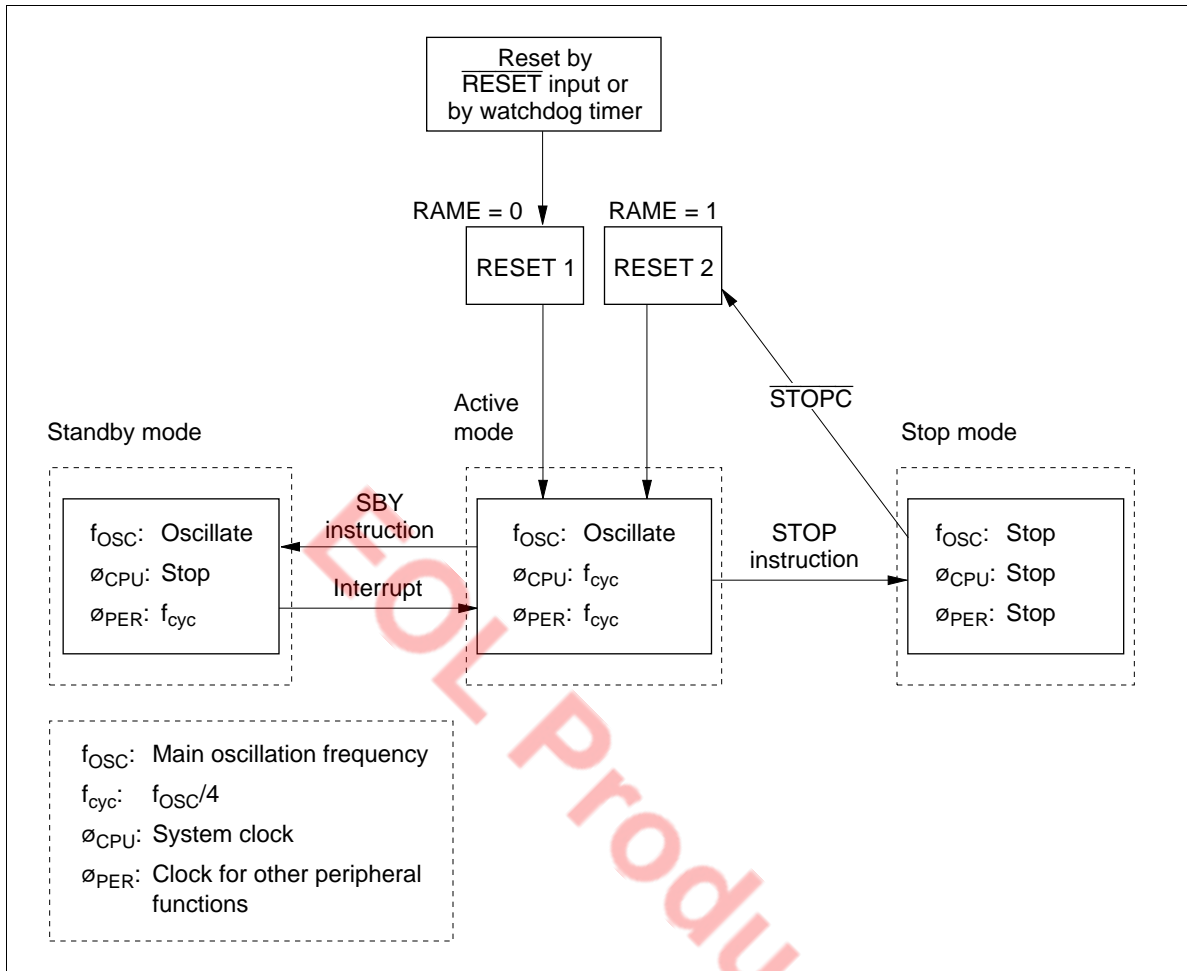 Reset by
RESET input or
by watchdog timer
RAME = 0
RAME = 1
RESET 1
RESET 2
STOPC
Active
mode
Standby mode
Stop mode
fOSC: Oscillate
øCPU: Stop
øPER: fcyc
SBY
instruction
Interrupt
fOSC: Oscillate
øCPU: fcyc
øPER: fcyc
STOP
instruction
fOSC: Stop
øCPU: Stop
øPER: Stop
fOSC: Main oscillation frequency
fcyc: fOSC/4
øCPU: System clock
øPER: Clock for other peripheral
functions
EOL Produ